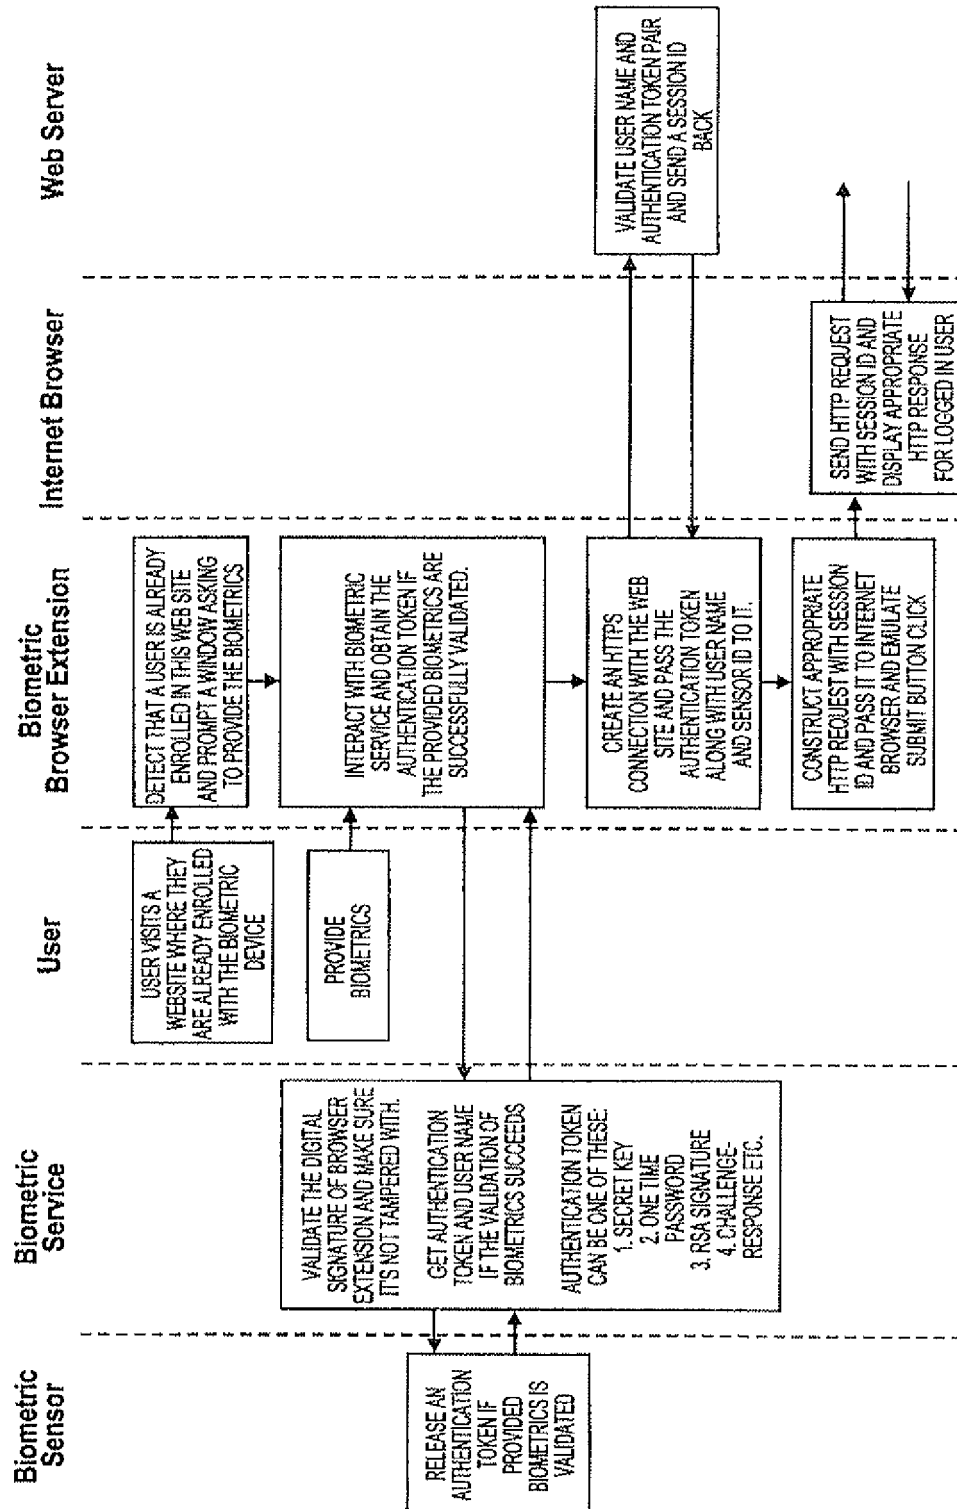 Biometric
Sensor
Biometric
Service
User
Biometric
Browser Extension
Internet Browser
Web Server
USER VISITS A
WEBSITE WHERE THEY
ARE ALREADY ENROLLED
WITH THE BIOMETRIC
DEVICE
DETECT THAT A USER IS ALREADY
ENROLLED IN THIS WEB SITE
AND PROMPT A WINDOW ASKING
TO PROVIDE THE BIOMETRICS
PROVIDE
BIOMETRICS
INTERACT WITH BIOMETRIC
SERVICE AND OBTAIN THE
AUTHENTICATION TOKEN IF
THE PROVIDED BIOMETRICS ARE
SUCCESSFULLY VALIDATED.
VALIDATE THE DIGITAL
SIGNATURE OF BROWSER
EXTENSION AND MAKE SURE
IT'S NOT TAMPERED WITH.
GET AUTHENTICATION
TOKEN AND USER NAME
IF THE VALIDATION OF
BIOMETRICS SUCCEEDS
AUTHENTICATION TOKEN
CAN BE ONE OF THESE:
1. SECRET KEY
2. ONE TIME
PASSWORD
3. RSA SIGNATURE
4. CHALLENGE-
RESPONSE ETC.
RELEASE AN
AUTHENTICATION
TOKEN IF
PROVIDED
BIOMETRICS IS
VALIDATED
CREATE AN HTTPS
CONNECTION WITH THE WEB
SITE AND PASS THE
AUTHENTICATION TOKEN
ALONG WITH USER NAME
AND SENSOR ID TO IT.
VALIDATE USER NAME AND
AUTHENTICATION TOKEN PAIR
AND SEND A SESSION ID
BACK
CONSTRUCT APPROPRIATE
HTTP REQUEST WITH SESSION
ID AND PASS IT TO INTERNET
BROWSER AND EMULATE
SUBMIT BUTTON CLICK
SEND HTTP REQUEST
WITH SESSION ID AND
DISPLAY APPROPRIATE
HTTP RESPONSE
FOR LOGGED IN USER